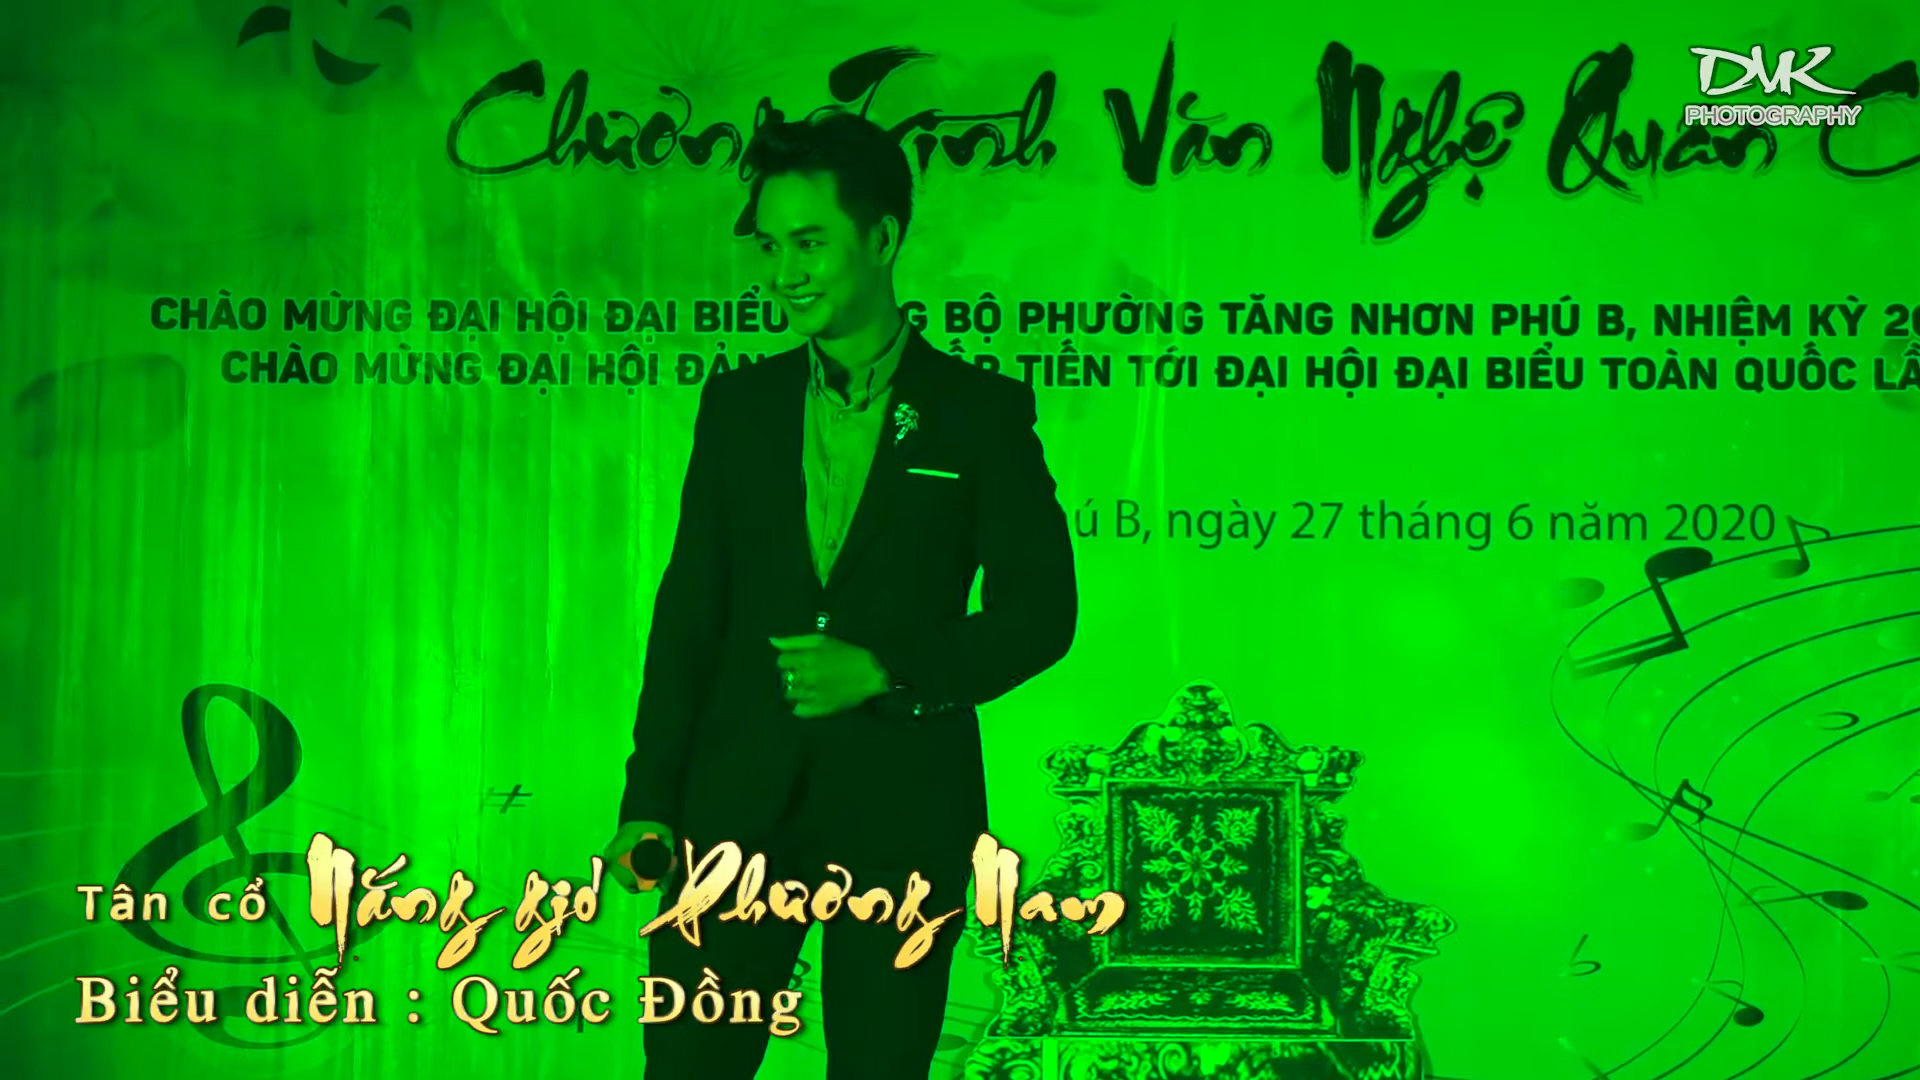 DVK
PHOTOGRAPHY
Chương Trình Văn Nghệ Quần
CHÀO MỪNG ĐẠI HỘI ĐẠI BIỂU BỘ PHƯỜNG TĂNG NHƠN PHÚ B, NHIỆM KỲ
CHÀO MỪNG ĐẠI HỘI TIẾN TỚI ĐẠI HỘI ĐẠI BIỂU TOÀN QUỐC
B, ngày 27 tháng 6 năm 2020
Tân cổ Nắng gió Phương Nam
Biểu diễn : Quốc Đồng